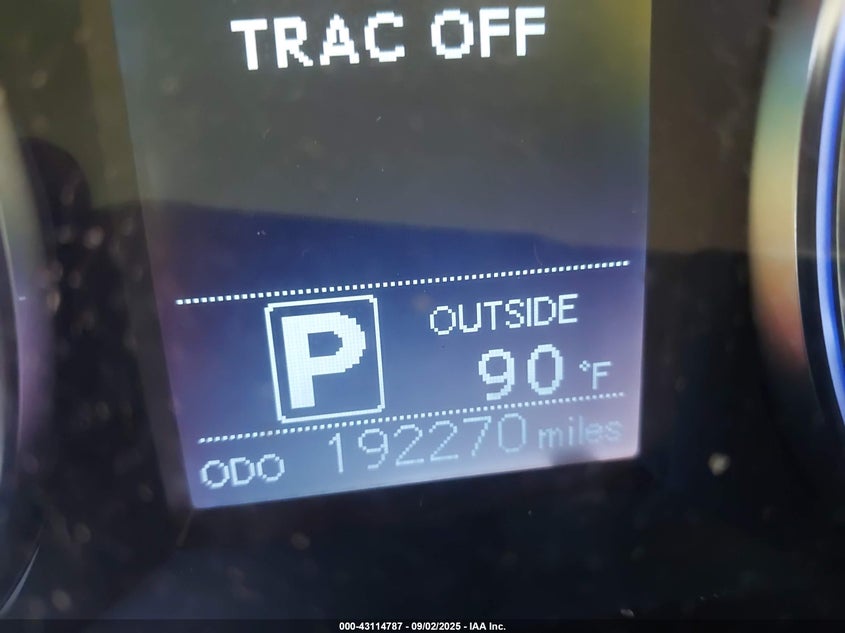 TRAC OFF
P
OUTSIDE
90 °F
ODO 192270 miles
000-43114787 - 09/02/2025 - IAA Inc.